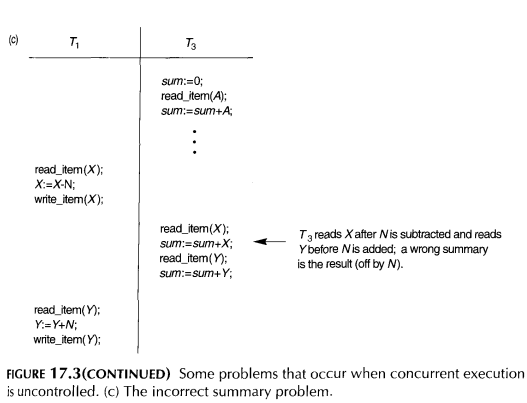 (c)
T1
T3
sum:=0;
read_item(A);
sum:=sum+A;
read_item(X);
X:=X-N;
write_item(X);
read_item(X);
sum:=sum+X;
read_item(Y);
sum:=sum+Y;
T3 reads X after N is subtracted and reads
Y before N is added; a wrong summary
is the result (off by N).
read_item(Y);
Y:=Y+N;
write_item(Y);
FIGURE 17.3(CONTINUED) Some problems that occur when concurrent execution
is uncontrolled. (c) The incorrect summary problem.